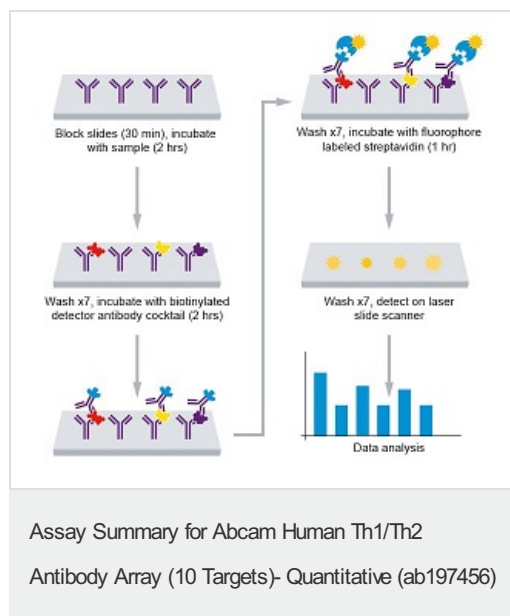 Block slides (30 min), incubate
with sample (2 hrs)
Wash x7, incubate with biotinylated
detector antibody cocktail (2 hrs)
Wash x7, incubate with fluorophore
labeled streptavidin (1 hr)
Wash x7, detect on laser
slide scanner
Data analysis
Assay Summary for Abcam Human Th1/Th2
Antibody Array (10 Targets)- Quantitative (ab197456)